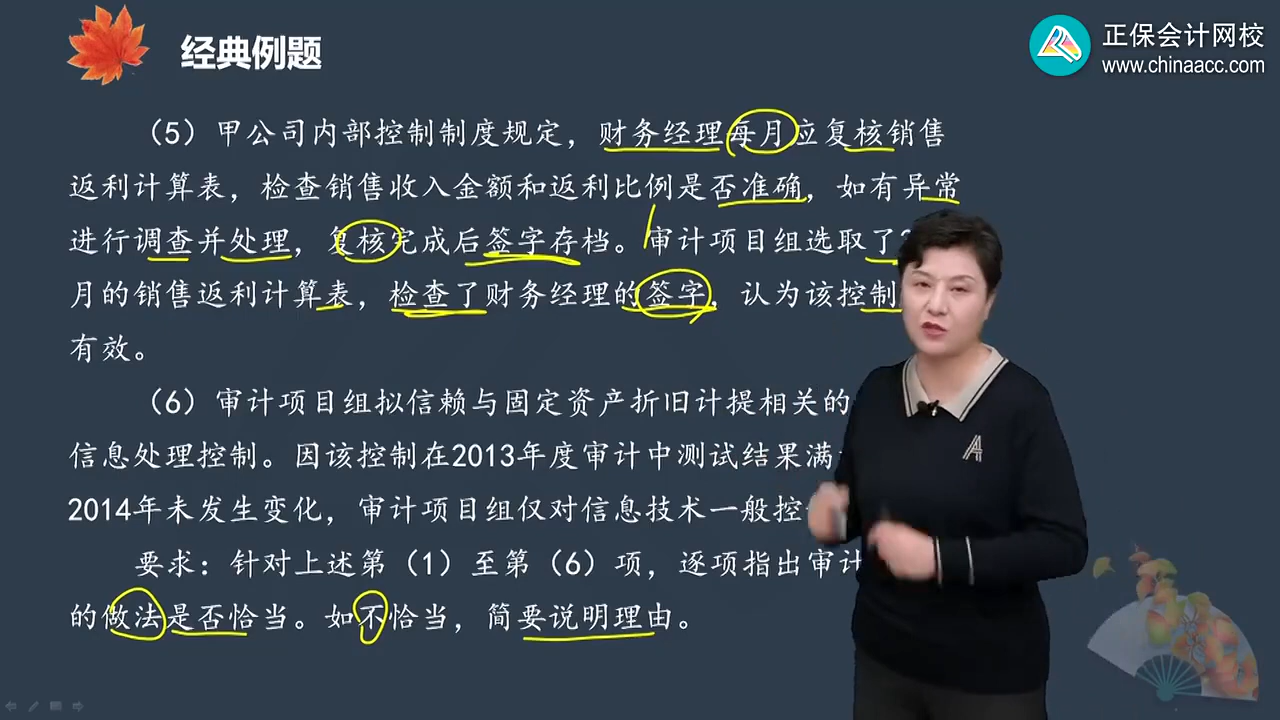 经典例题
正保会计网校
www.chinaacc.com
（5）甲公司内部控制制度规定，财务经理每月应复核销售
返利计算表，检查销售收入金额和返利比例是否准确，如有异常
进行调查并处理，复核完成后签字存档。审计项目组选取了
月的销售返利计算表，检查了财务经理的签字，认为该控制
有效。
（6）审计项目组拟信赖与固定资产折旧计提相关的
信息处理控制。因该控制在2013年度审计中测试结果满
2014年未发生变化，审计项目组仅对信息技术一般控
要求：针对上述第（1）至第（6）项，逐项指出审计
的做法是否恰当。如不恰当，简要说明理由。
A